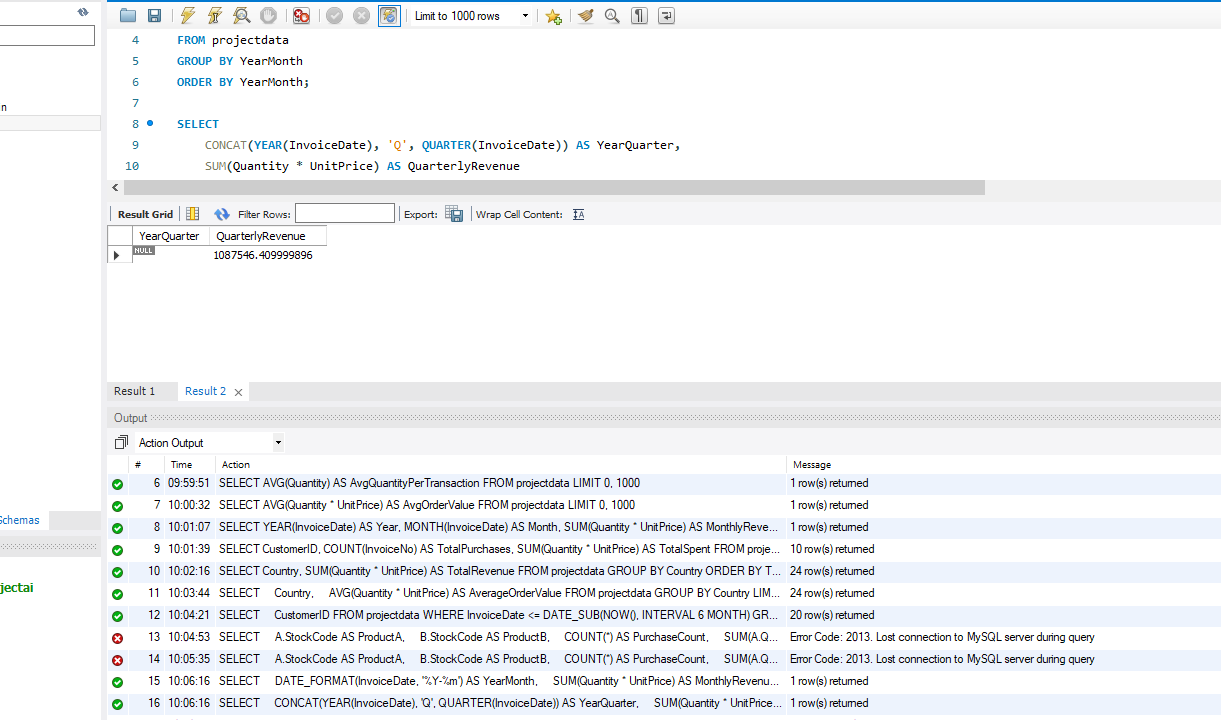 Limit to 1000 rows
4 FROM projectdata
5 GROUP BY YearMonth
6 ORDER BY YearMonth;
7
8 SELECT
9 CONCAT(YEAR(InvoiceDate), 'Q', QUARTER(InvoiceDate)) AS YearQuarter,
10 SUM(Quantity * UnitPrice) AS QuarterlyRevenue
n
Result Grid Filter Rows: Export: Wrap Cell Content:
YearQuarter QuarterlyRevenue
NULL 1087546.409999896
Result 1 Result 2
Output
Action Output
# Time Action Message
6 09:59:51 SELECT AVG(Quantity) AS AvgQuantityPerTransaction FROM projectdata LIMIT 0, 1000 1 row(s) returned
7 10:00:32 SELECT AVG(Quantity * UnitPrice) AS AvgOrderValue FROM projectdata LIMIT 0, 1000 1 row(s) returned
8 10:01:07 SELECT YEAR(InvoiceDate) AS Year, MONTH(InvoiceDate) AS Month, SUM(Quantity * UnitPrice) AS MonthlyReve... 1 row(s) returned
9 10:01:39 SELECT CustomerID, COUNT(InvoiceNo) AS TotalPurchases, SUM(Quantity * UnitPrice) AS TotalSpent FROM proje... 10 row(s) returned
10 10:02:16 SELECT Country, SUM(Quantity * UnitPrice) AS TotalRevenue FROM projectdata GROUP BY Country ORDER BY T... 24 row(s) returned
11 10:03:44 SELECT Country, AVG(Quantity * UnitPrice) AS AverageOrderValue FROM projectdata GROUP BY Country LIM... 24 row(s) returned
12 10:04:21 SELECT CustomerID FROM projectdata WHERE InvoiceDate <= DATE_SUB(NOW(), INTERVAL 6 MONTH) GR... 20 row(s) returned
13 10:04:53 SELECT A.StockCode AS ProductA, B.StockCode AS ProductB, COUNT(*) AS PurchaseCount, SUM(A.Q... Error Code: 2013. Lost connection to MySQL server during query
14 10:05:35 SELECT A.StockCode AS ProductA, B.StockCode AS ProductB, COUNT(*) AS PurchaseCount, SUM(A.Q... Error Code: 2013. Lost connection to MySQL server during query
15 10:06:16 SELECT DATE_FORMAT(InvoiceDate, '%Y-%m') AS YearMonth, SUM(Quantity * UnitPrice) AS MonthlyRevenu... 1 row(s) returned
16 10:06:16 SELECT CONCAT(YEAR(InvoiceDate), 'Q', QUARTER(InvoiceDate)) AS YearQuarter, SUM(Quantity * UnitPrice... 1 row(s) returned
Schemas
jectai